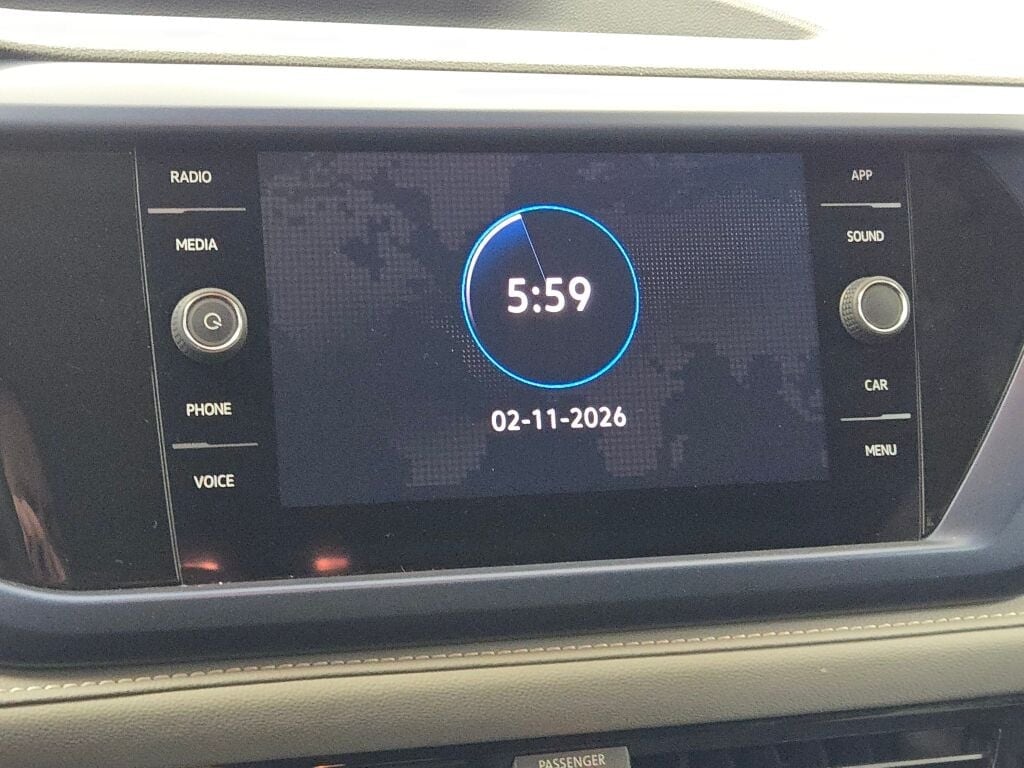 RADIO
MEDIA
PHONE
VOICE
5:59
02-11-2026
APP
SOUND
CAR
MENU
PASSENGER